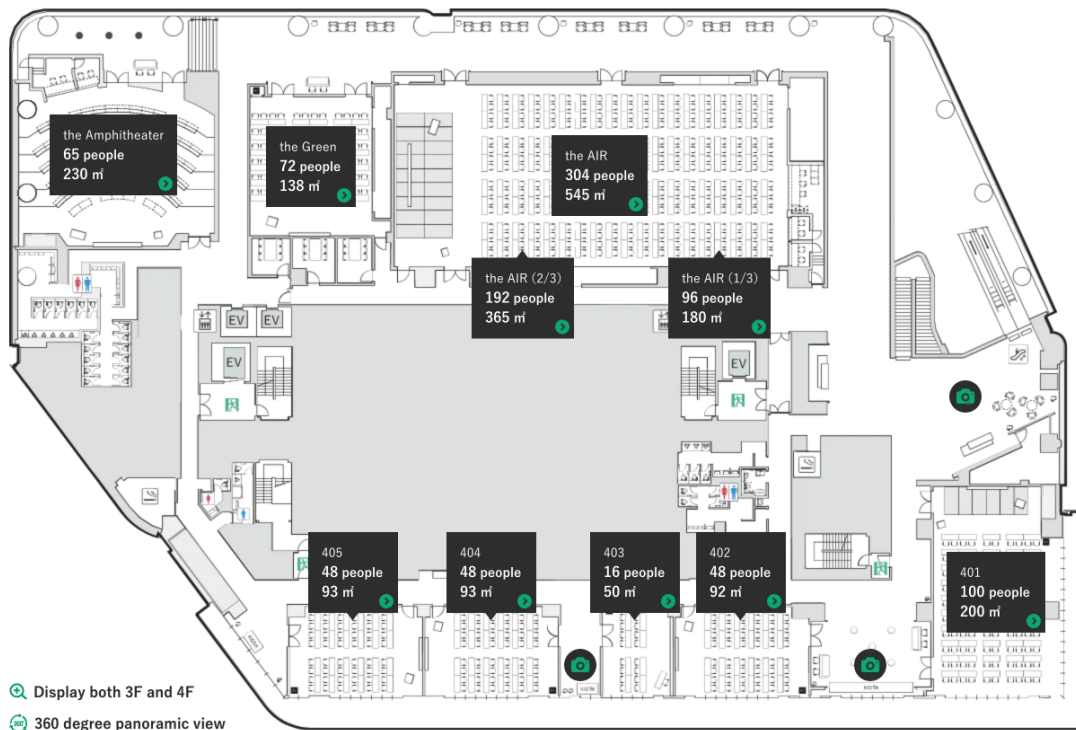 the Amphitheater
65 people
230 ㎡
the Green
72 people
138 ㎡
the AIR
304 people
545 ㎡
the AIR (2/3)
192 people
365 ㎡
the AIR (1/3)
96 people
180 ㎡
EV
EV
EV
EV
405
48 people
93 ㎡
404
48 people
93 ㎡
403
16 people
50 ㎡
402
48 people
92 ㎡
401
100 people
200 ㎡
Display both 3F and 4F
360°
360 degree panoramic view